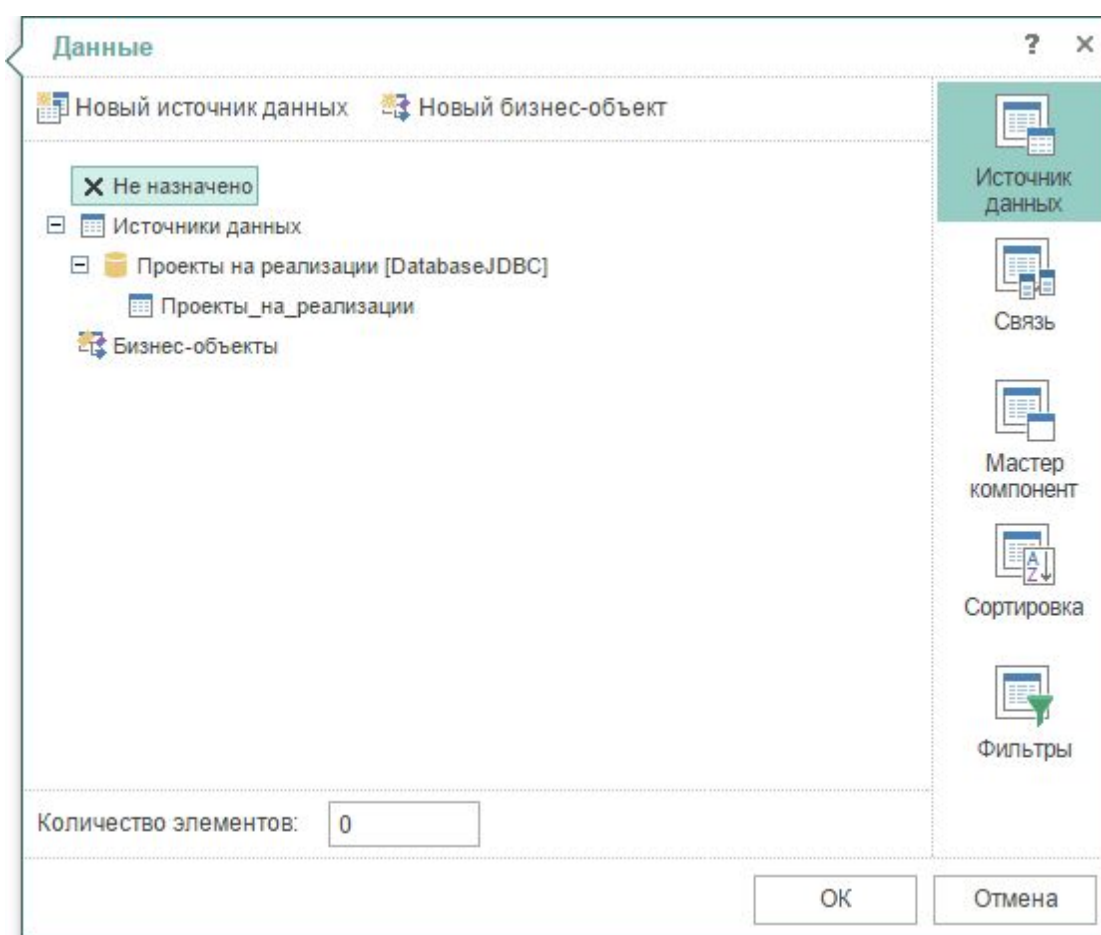 Данные
? ×
Новый источник данных Новый бизнес-объект
Не назначено
Источники данных
Проекты на реализации [DatabaseJDBC]
Проекты_на_реализации
Бизнес-объекты
Источник
данных
Связь
Мастер
компонент
A
Z
Сортировка
Фильтры
Количество элементов: 0
ОК Отмена